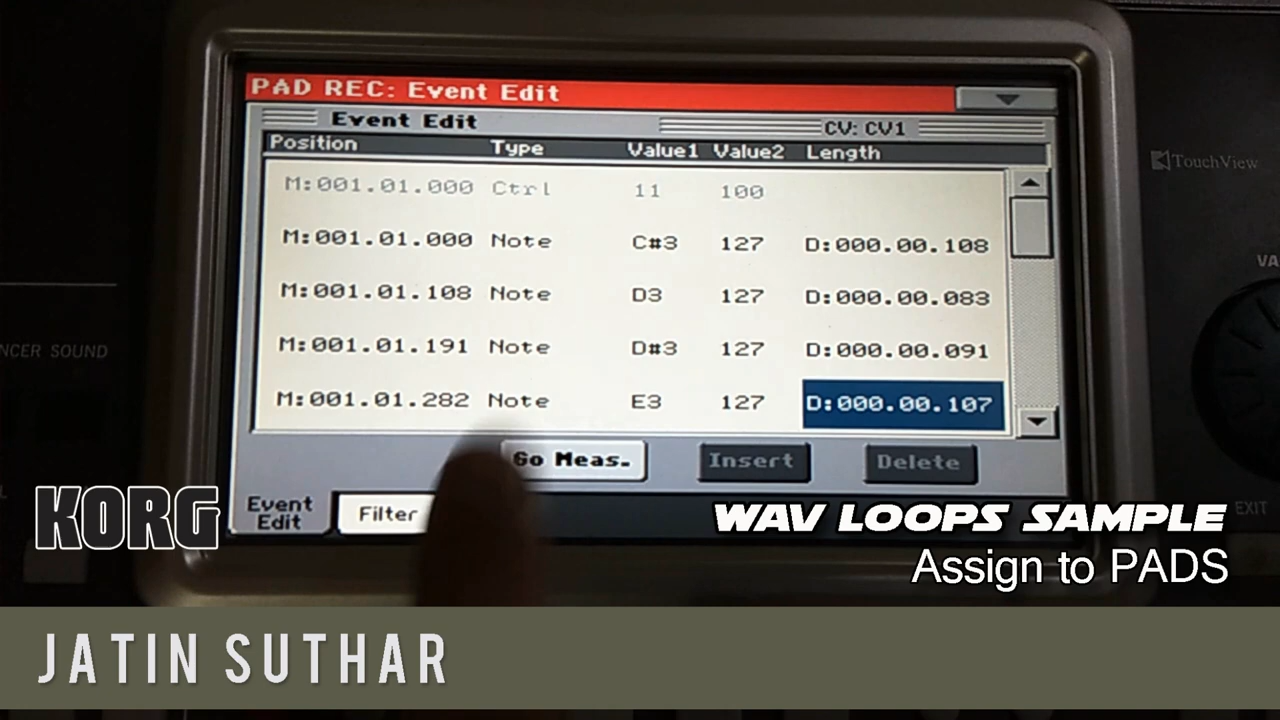 PAD REC: Event Edit
Event Edit
CV: CV1
Position Type Value1 Value2 Length
M:001.01.000 Ctrl 11 100
M:001.01.000 Note C#3 127 D:000.00.108
M:001.01.108 Note D3 127 D:000.00.083
M:001.01.191 Note D#3 127 D:000.00.091
M:001.01.282 Note E3 127 D:000.00.107
Go Meas. Insert Delete
Event
Edit
Filter
TouchView
VA
NCER SOUND
EXIT
KORG
WAV LOOPS SAMPLE
Assign to PADS
JATIN SUTHAR